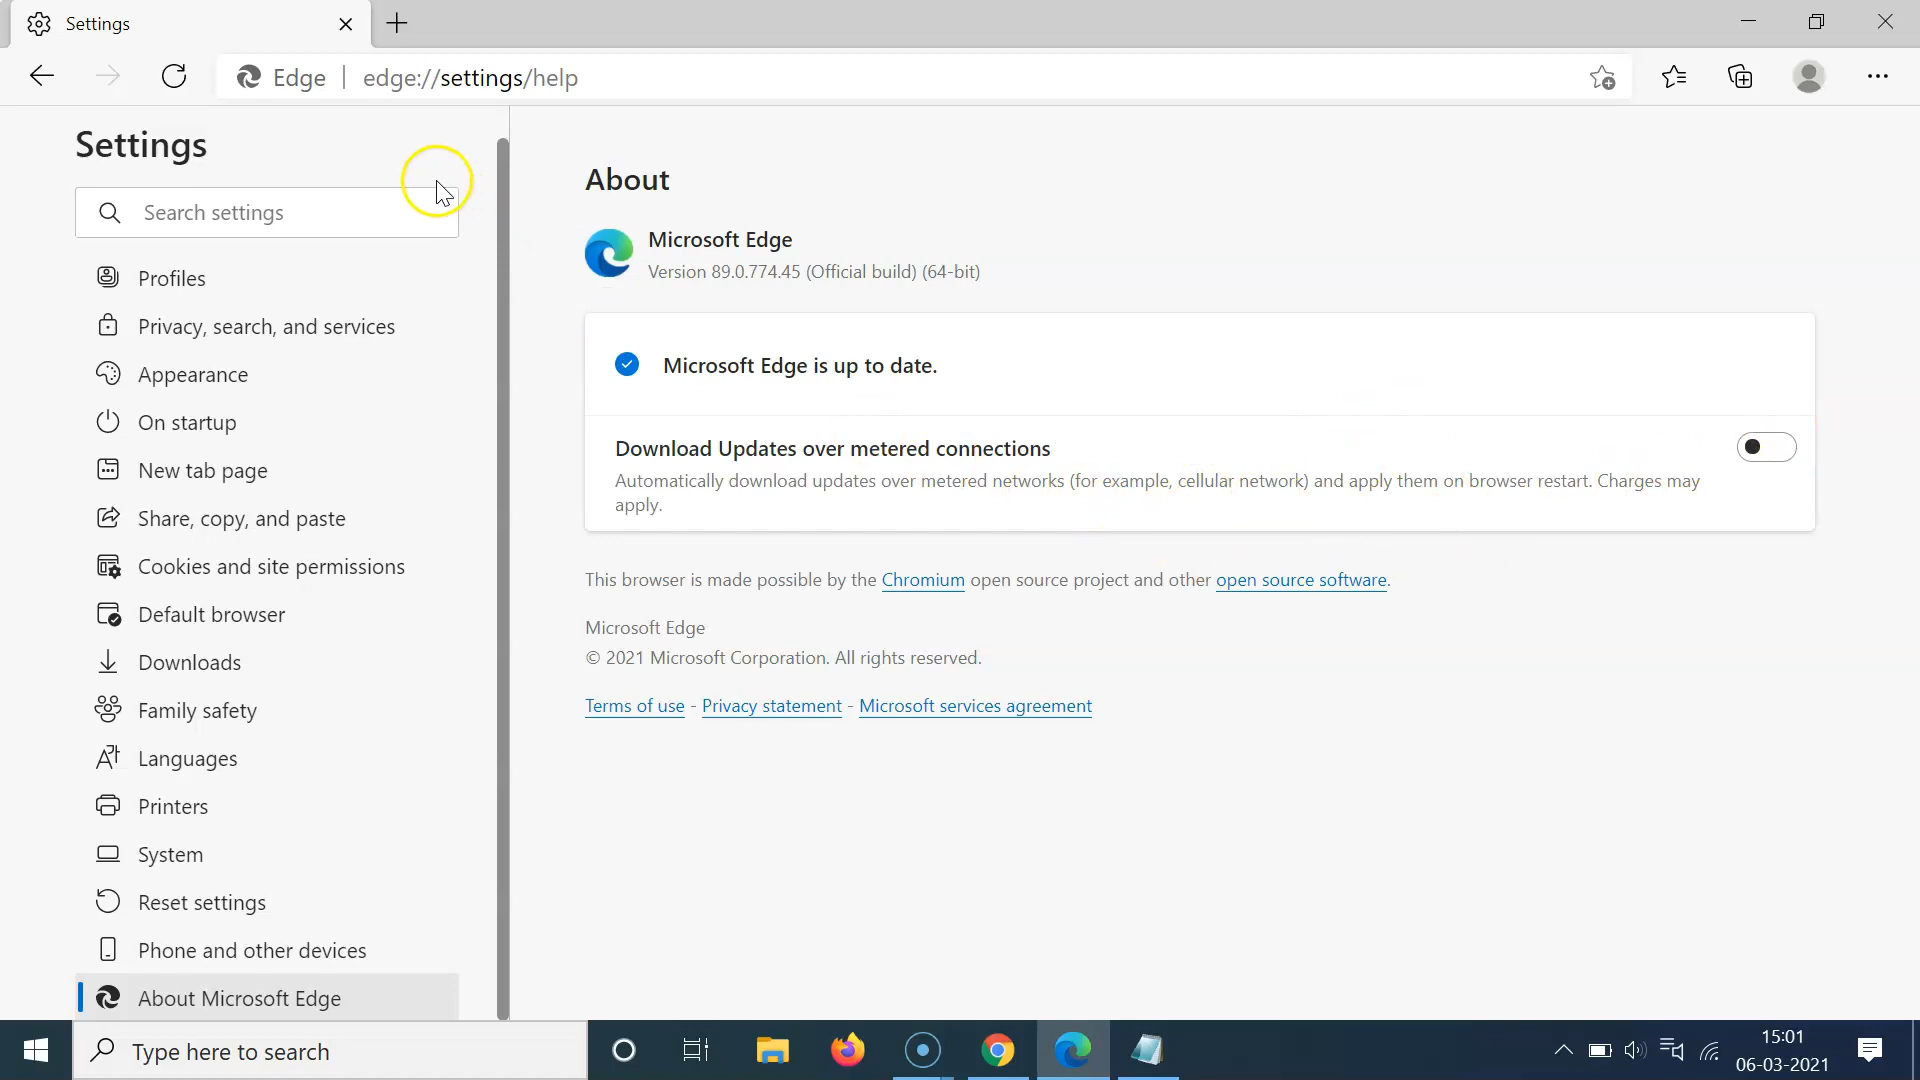 Settings
Edge
edge://settings/help
Settings
Search settings
Profiles
Privacy, search, and services
Appearance
On startup
New tab page
Share, copy, and paste
Cookies and site permissions
Default browser
Downloads
Family safety
Languages
Printers
System
Reset settings
Phone and other devices
About Microsoft Edge
About
Microsoft Edge
Version 89.0.774.45 (Official build) (64-bit)
Microsoft Edge is up to date.
Download Updates over metered connections
Automatically download updates over metered networks (for example, cellular network) and apply them on browser restart. Charges may
apply.
This browser is made possible by the Chromium open source project and other open source software.
Microsoft Edge
© 2021 Microsoft Corporation. All rights reserved.
Terms of use - Privacy statement - Microsoft services agreement
Type here to search
15:01
06-03-2021